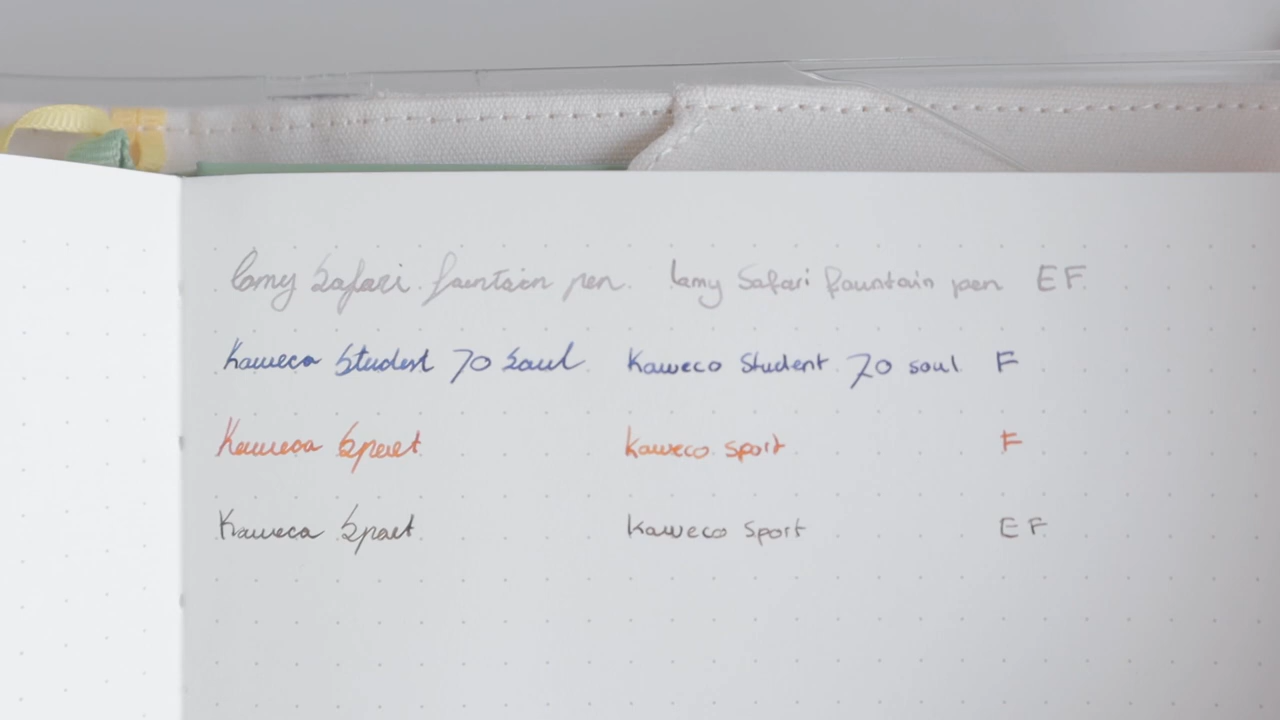 Lamy Safari fountain pen. Lamy Safari fountain pen EF
Kaweco Student 70 Soul Kaweco Student 70 soul F
Kaweco Sport Kaweco Sport F
Kaweco Sport Kaweco Sport EF